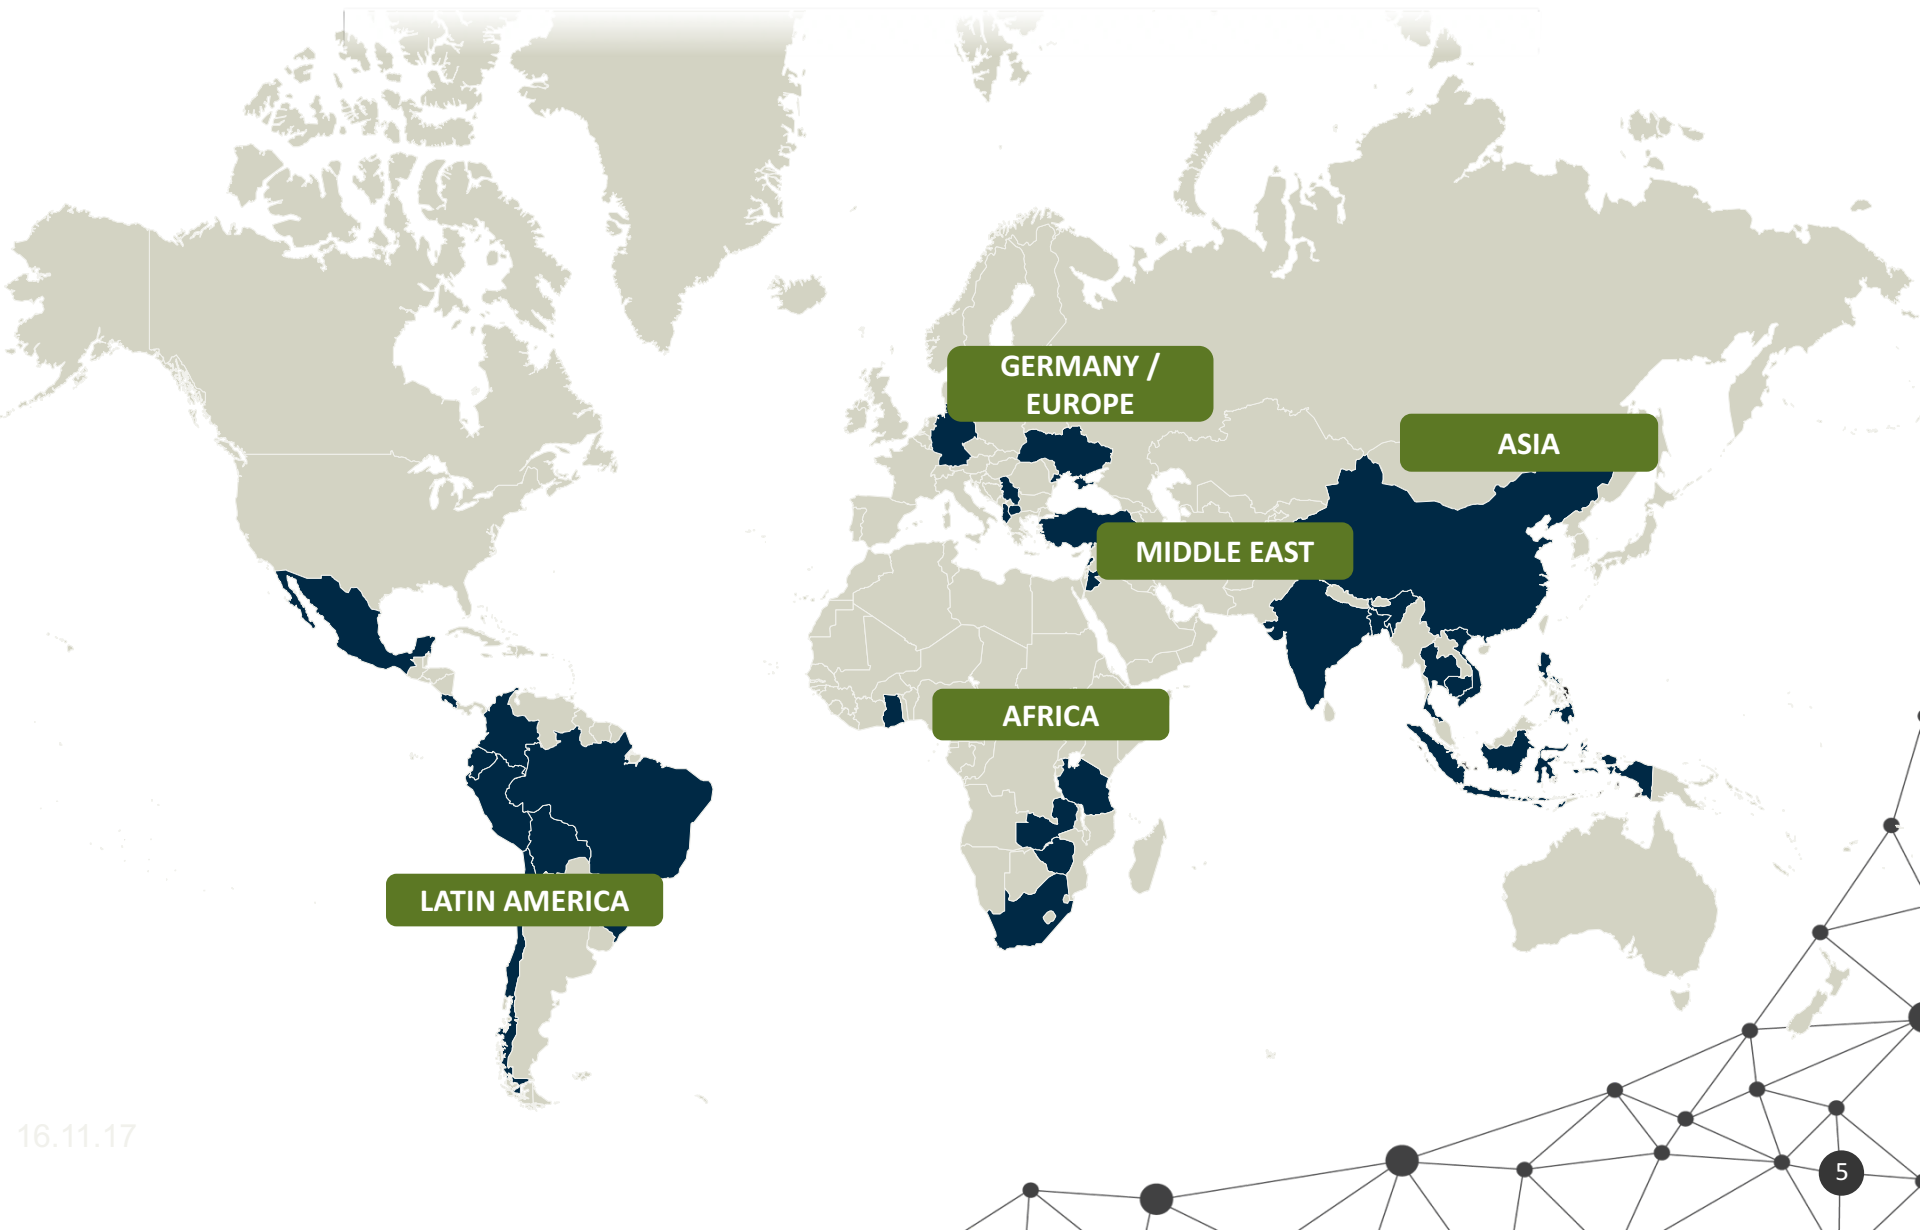 GERMANY /
EUROPE
ASIA
MIDDLE EAST
AFRICA
LATIN AMERICA
16.11.17
5